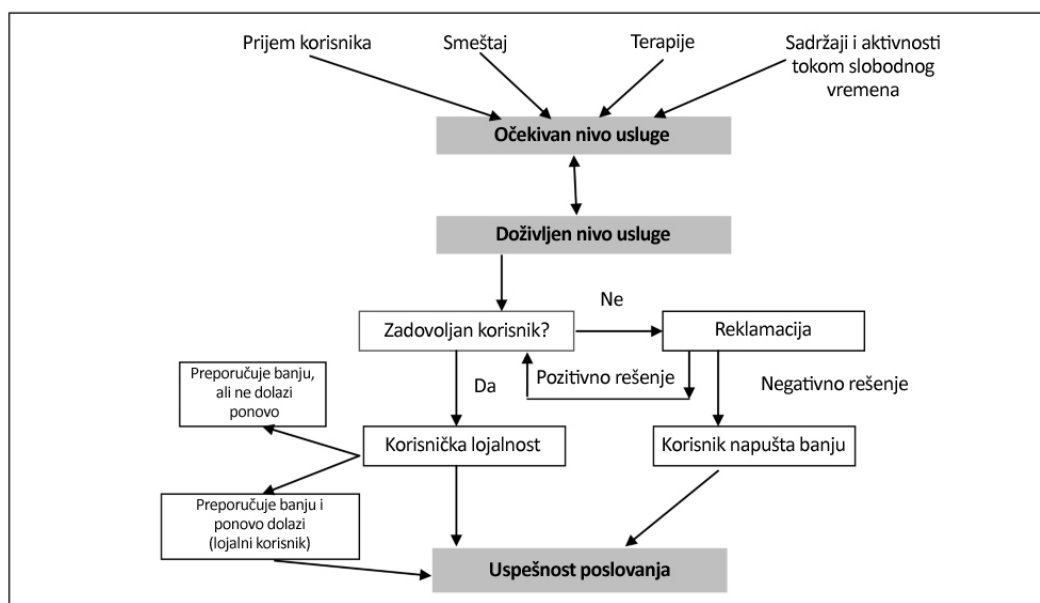 Prijem korisnika
Smeštaj
Terapije
Sadržaji i aktivnosti
tokom slobodnog
vremena
Očekivan nivo usluge
Doživljen nivo usluge
Ne
Zadovoljan korisnik?
Reklamacija
Preporučuje banju,
ali ne dolazi
ponovo
Da
Pozitivno rešenje
Negativno rešenje
Korisnička lojalnost
Korisnik napušta banju
Preporučuje banju i
ponovo dolazi
(lojalni korisnik)
Uspešnost poslovanja